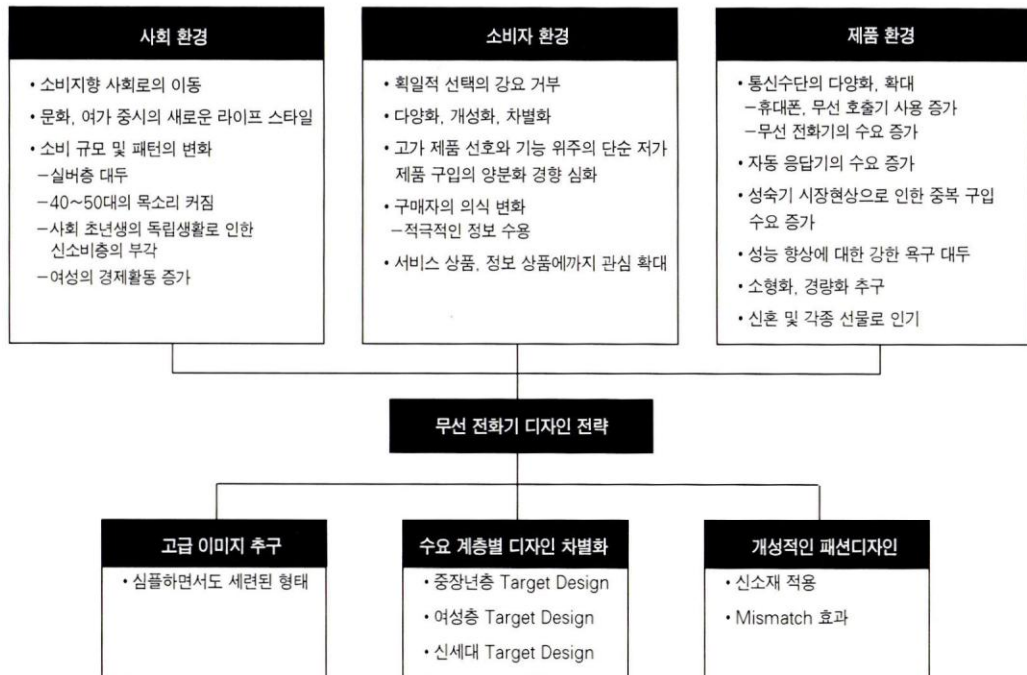 사회 환경
• 소비지향 사회로의 이동
• 문화, 여가 중시의 새로운 라이프 스타일
• 소비 규모 및 패턴의 변화
－실버층 대두
－40～50대의 목소리 커짐
－사회 초년생의 독립생활로 인한
신소비층의 부각
－여성의 경제활동 증가
소비자 환경
• 획일적 선택의 강요 거부
• 다양화, 개성화, 차별화
• 고가 제품 선호와 기능 위주의 단순 저가
제품 구입의 양분화 경향 심화
• 구매자의 의식 변화
－적극적인 정보 수용
• 서비스 상품, 정보 상품에까지 관심 확대
제품 환경
• 통신수단의 다양화, 확대
－휴대폰, 무선 호출기 사용 증가
－무선 전화기의 수요 증가
• 자동 응답기의 수요 증가
• 성숙기 시장현상으로 인한 중복 구입
수요 증가
• 성능 향상에 대한 강한 욕구 대두
• 소형화, 경량화 추구
• 신혼 및 각종 선물로 인기
무선 전화기 디자인 전략
고급 이미지 추구
• 심플하면서도 세련된 형태
수요 계층별 디자인 차별화
• 중장년층 Target Design
• 여성층 Target Design
• 신세대 Target Design
개성적인 패션디자인
• 신소재 적용
• Mismatch 효과